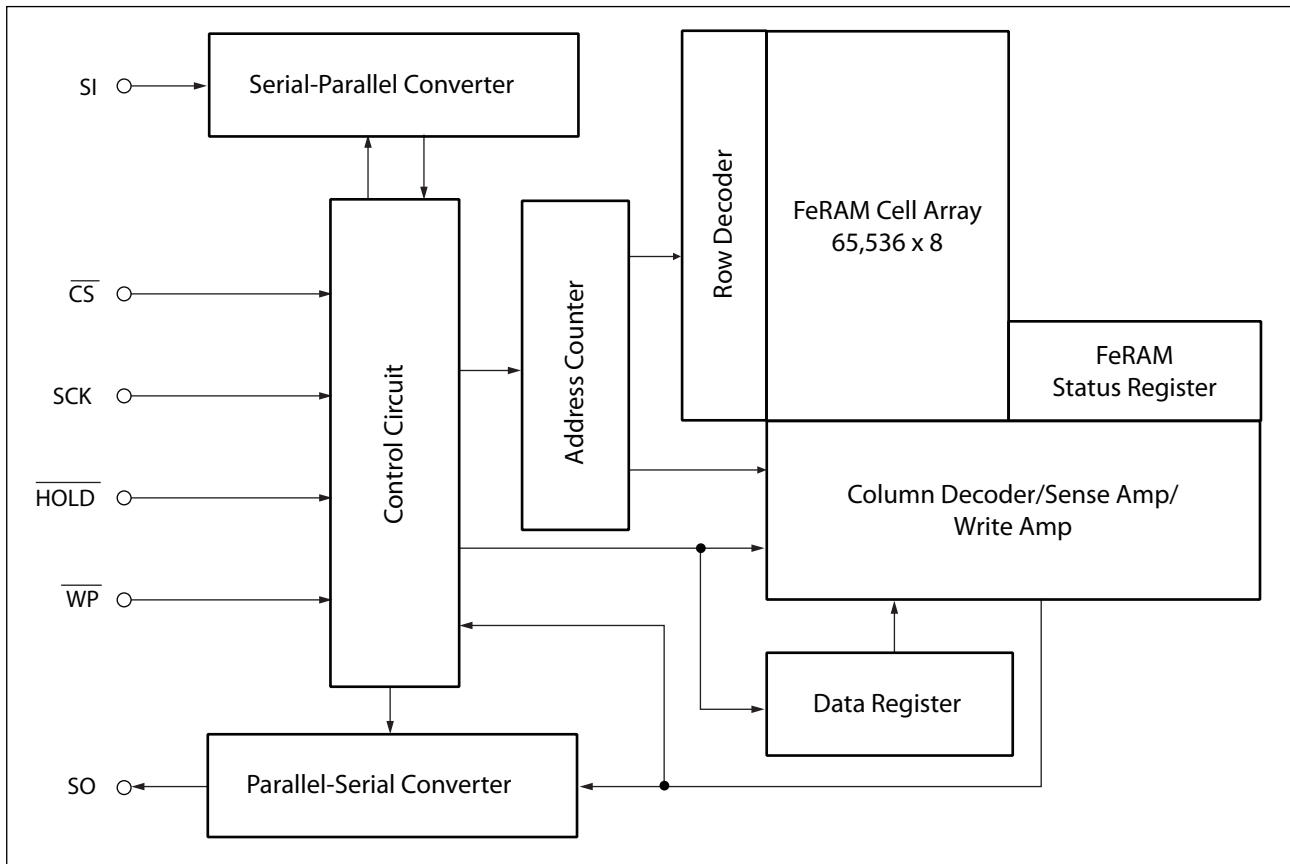 SI
Serial-Parallel Converter
Row Decoder
FeRAM Cell Array
65,536 x 8
CS
SCK
HOLD
WP
Control Circuit
Address Counter
FeRAM
Status Register
Column Decoder/Sense Amp/
Write Amp
Data Register
SO
Parallel-Serial Converter